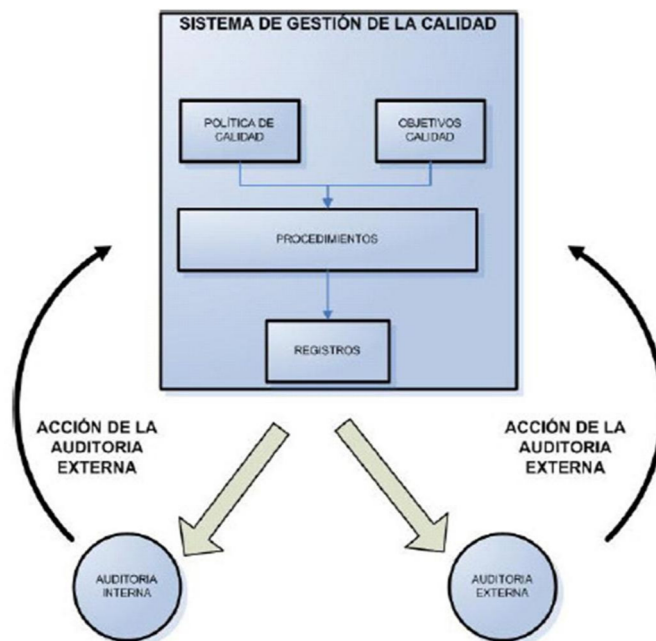 SISTEMA DE GESTIÓN DE LA CALIDAD
POLÍTICA DE
CALIDAD
OBJETIVOS
CALIDAD
PROCEDIMIENTOS
REGISTROS
ACCIÓN DE LA
AUDITORIA
EXTERNA
ACCIÓN DE LA
AUDITORIA
EXTERNA
AUDITORIA
INTERNA
AUDITORIA
EXTERNA